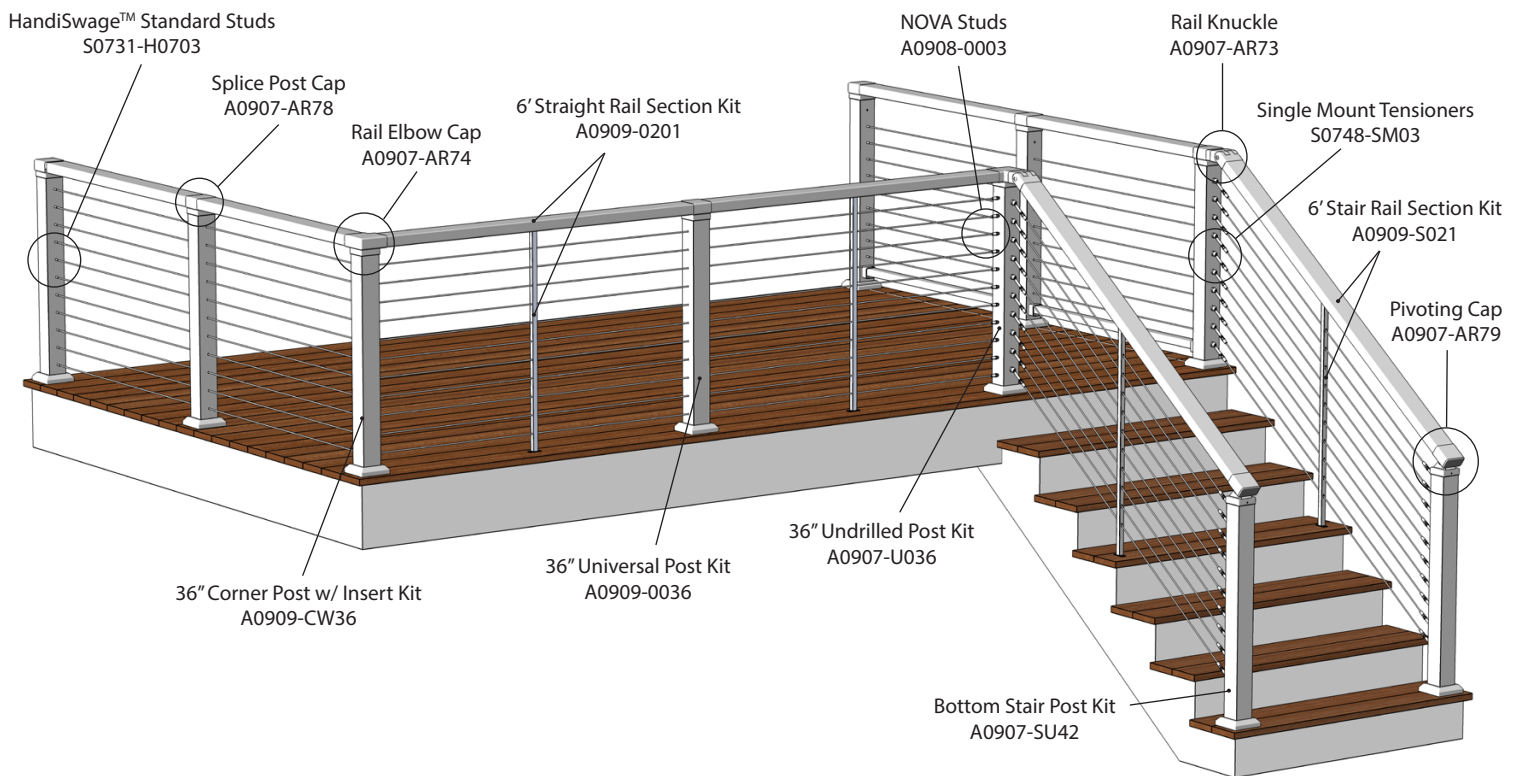 HandiSwage™ Standard Studs
S0731-H0703
Splice Post Cap
A0907-AR78
Rail Elbow Cap
A0907-AR74
6’ Straight Rail Section Kit
A0909-0201
NOVA Studs
A0908-0003
Rail Knuckle
A0907-AR73
Single Mount Tensioners
S0748-SM03
6’ Stair Rail Section Kit
A0909-S021
Pivoting Cap
A0907-AR79
36” Corner Post w/ Insert Kit
A0909-CW36
36” Universal Post Kit
A0909-0036
36” Undrilled Post Kit
A0907-U036
Bottom Stair Post Kit
A0907-SU42